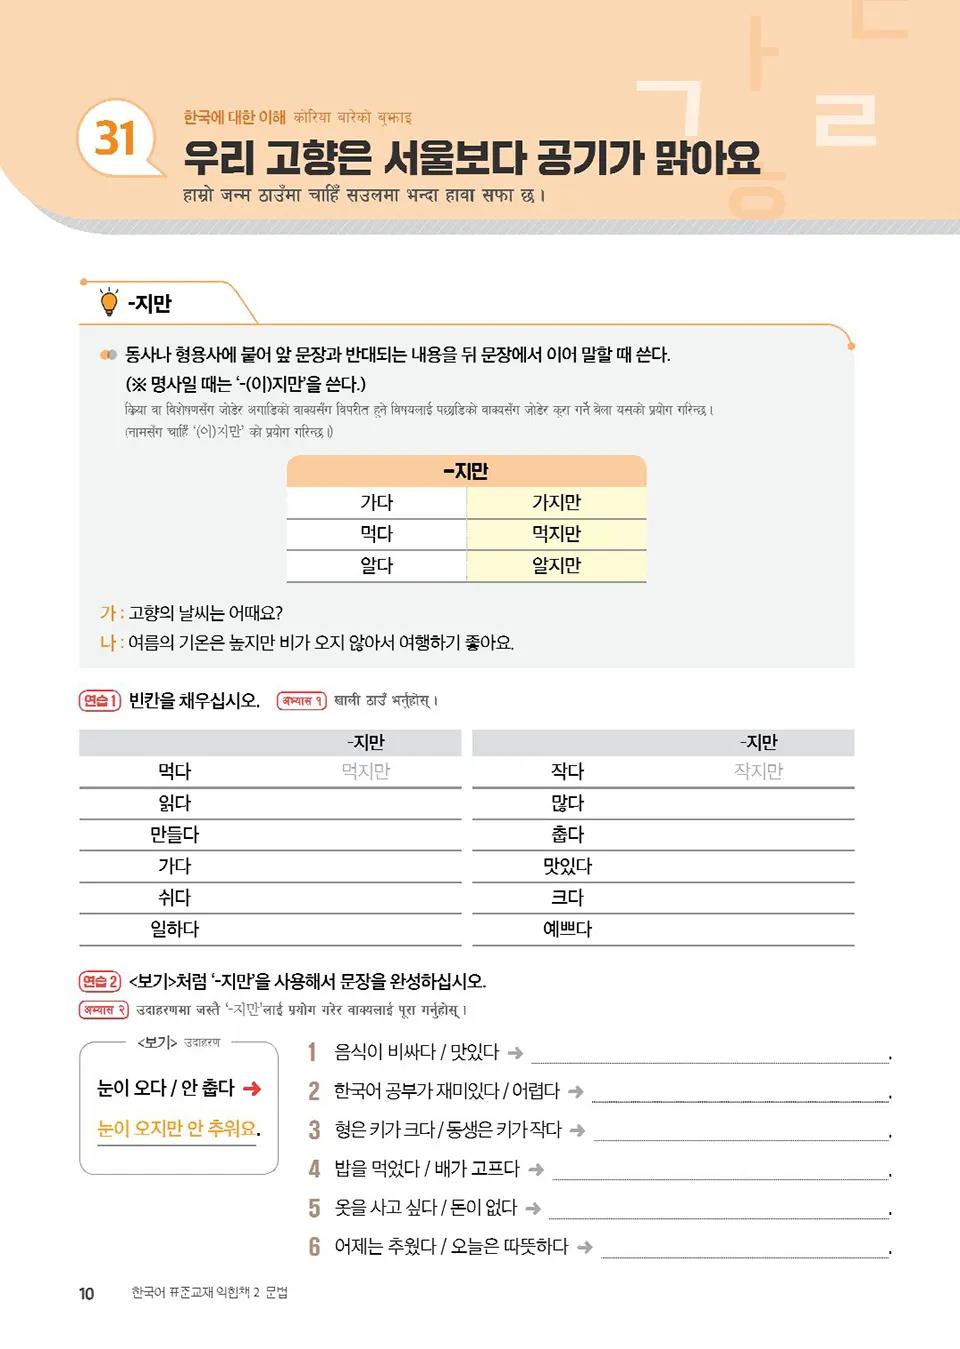 31
한국에 대한 이해 कोरिया बारेको बुझाइ
우리 고향은 서울보다 공기가 맑아요
हाम्रो जन्म ठाउँमा चाहिँ सउलमा भन्दा हावा सफा छ ।
ㄱ ㅏ ㄴ ㄹ ㅎ
-지만
동사나 형용사에 붙어 앞 문장과 반대되는 내용을 뒤 문장에서 이어 말할 때 쓴다.
(※ 명사일 때는 ‘-(이)지만’을 쓴다.)
क्रिया वा विशेषणसँग जोडेर अगाडिको वाक्यसँग विपरीत हुने विषयलाई पछाडिको वाक्यसँग जोडेर कुरा गर्ने बेला यसको प्रयोग गरिन्छ ।
(नामसँग चाहिँ ‘(이)지만’ को प्रयोग गरिन्छ ।)
-지만
가다 가지만
먹다 먹지만
알다 알지만
가 : 고향의 날씨는 어때요?
나 : 여름의 기온은 높지만 비가 오지 않아서 여행하기 좋아요.
연습 1 빈칸을 채우십시오. अभ्यास १ खाली ठाउँ भर्नुहोस् ।
-지만 -지만
먹다 먹지만 작다 작지만
읽다 많다
만들다 춥다
가다 맛있다
쉬다 크다
일하다 예쁘다
연습 2 <보기>처럼 ‘-지만’을 사용해서 문장을 완성하십시오.
अभ्यास २ उदाहरणमा जस्तै ‘-지만’लाई प्रयोग गरेर वाक्यलाई पूरा गर्नुहोस् ।
<보기> उदाहरण
눈이 오다 / 안 춥다 ➔
눈이 오지만 안 추워요.
1 음식이 비싸다 / 맛있다 ➔ .
2 한국어 공부가 재미있다 / 어렵다 ➔ .
3 형은 키가 크다 / 동생은 키가 작다 ➔ .
4 밥을 먹었다 / 배가 고프다 ➔ .
5 옷을 사고 싶다 / 돈이 없다 ➔ .
6 어제는 추웠다 / 오늘은 따뜻하다 ➔ .
10 한국어 표준교재 익힘책 2 문법